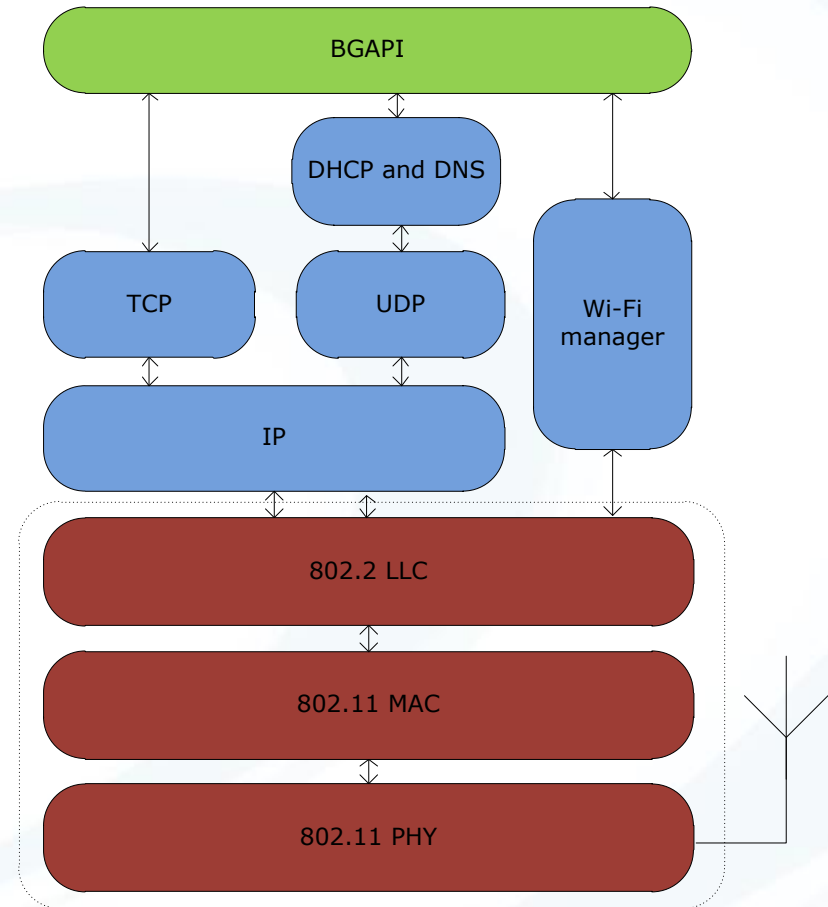 BGAPI
DHCP and DNS
TCP
UDP
Wi-Fi
manager
IP
802.2 LLC
802.11 MAC
802.11 PHY